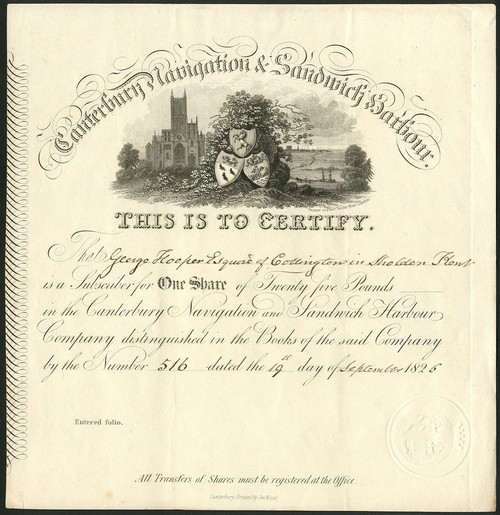 Canterbury Navigation & Sandwich Harbour.
THIS IS TO CERTIFY.
That George Hooper Esquire of Cottington in Sholden Kent
is a Subscriber for One Share of Twenty five Pounds
in the Canterbury Navigation and Sandwich Harbour
Company distinguished in the Books of the said Company
by the Number 516 dated the 19th day of September 1825
Entered folio.
All Transfers of Shares must be registered at the Office.
Canterbury Printed by